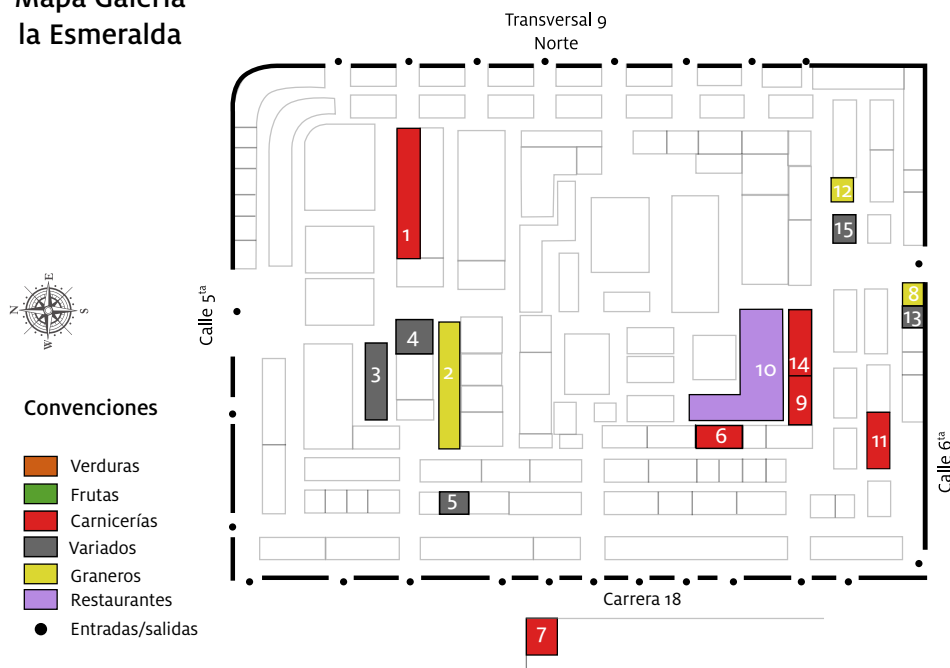 Mapa Galería
la Esmeralda
Transversal 9
Norte
1
12
15
8
13
Calle 5ta
N
E
S
W
4
3
2
14
10
9
6
11
Calle 6ta
5
Convenciones
Verduras
Frutas
Carnicerías
Variados
Graneros
Restaurantes
Entradas/salidas
Carrera 18
7